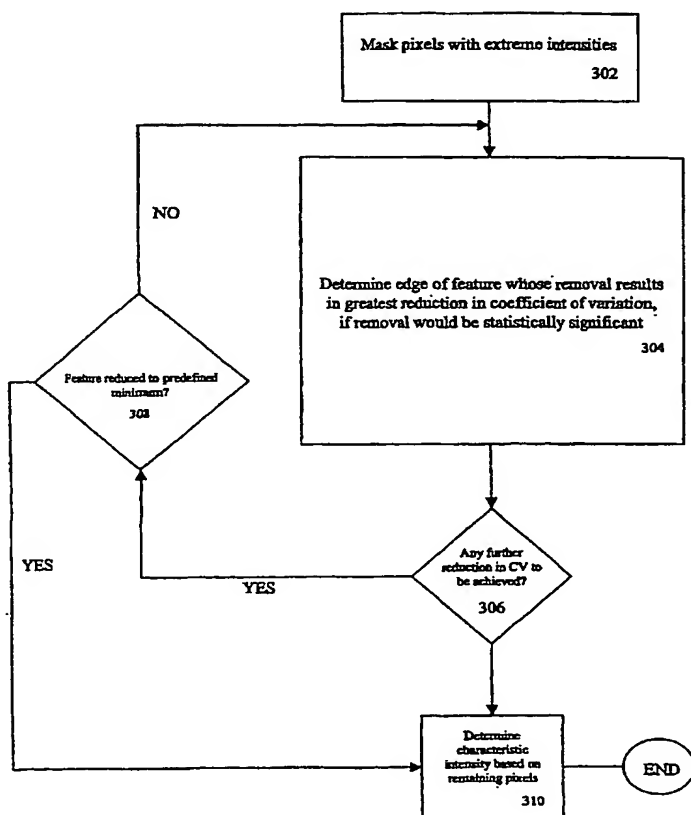 Mask pixels with extreme intensities
302
NO
Determine edge of feature whose removal results
in greatest reduction in coefficient of variation,
if removal would be statistically significant
304
Feature reduced to predefined
minimum?
308
YES
YES
Any further
reduction in CV to
be achieved?
306
Determine
characteristic
intensity based on
remaining pixels
310
END